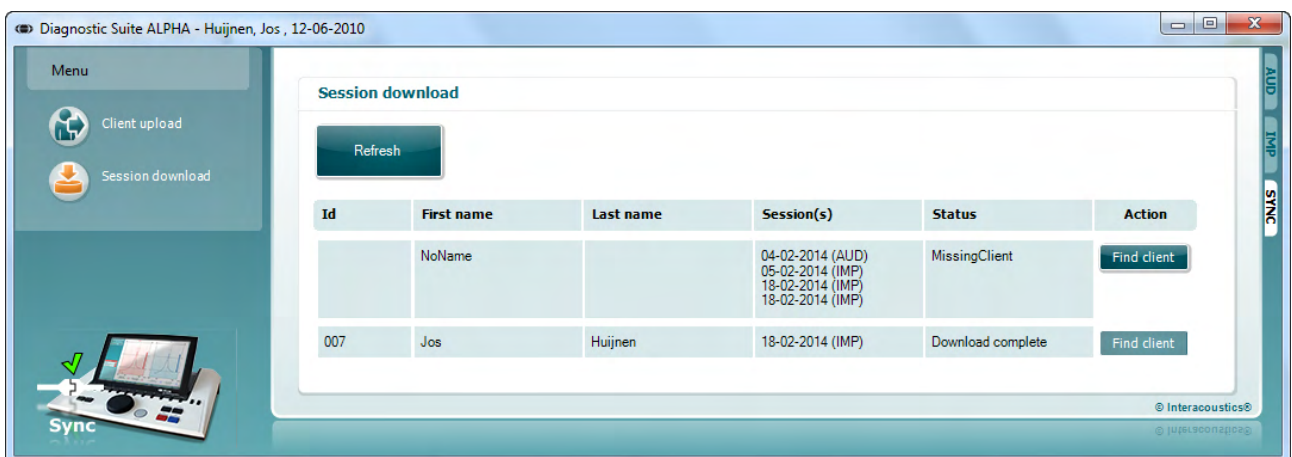 Diagnostic Suite ALPHA - Huijnen, Jos , 12-06-2010
Menu
Client upload
Session download
Sync
Session download
Refresh
Id First name Last name Session(s) Status Action
NoName 04-02-2014 (AUD) MissingClient Find client
05-02-2014 (IMP)
18-02-2014 (IMP)
18-02-2014 (IMP)
007 Jos Huijnen 18-02-2014 (IMP) Download complete Find client
© Interacoustics®
AUD
IMP
SYNC